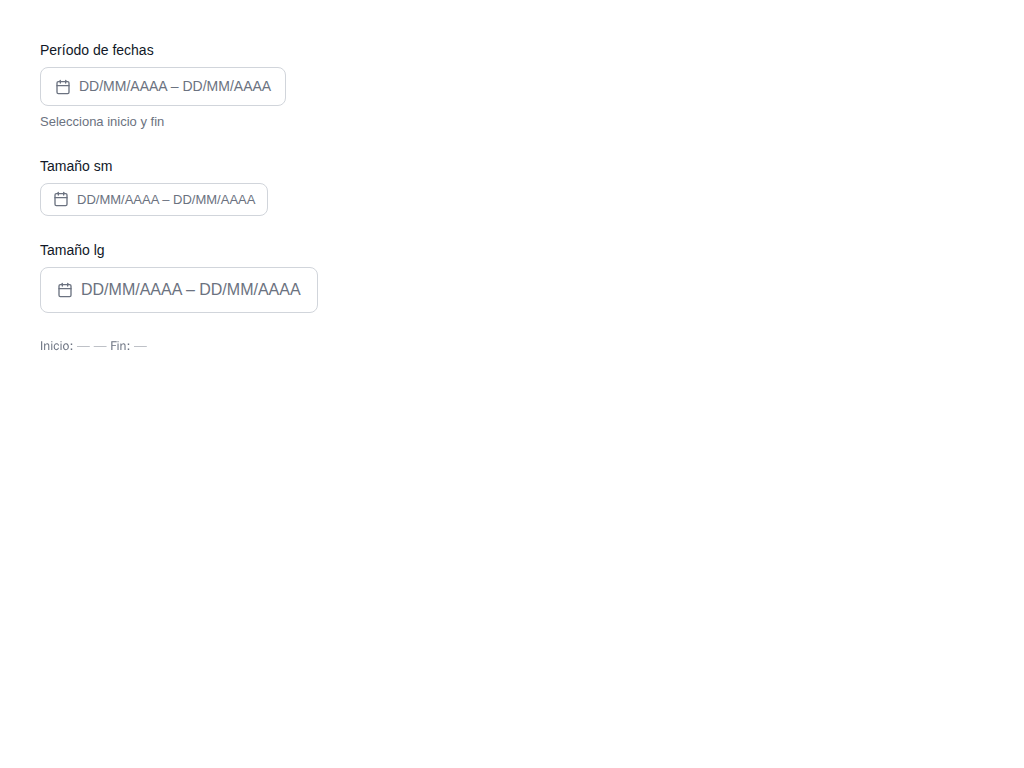 Período de fechas
DD/MM/AAAA – DD/MM/AAAA
Selecciona inicio y fin
Tamaño sm
DD/MM/AAAA – DD/MM/AAAA
Tamaño lg
DD/MM/AAAA – DD/MM/AAAA
Inicio: — — Fin: —